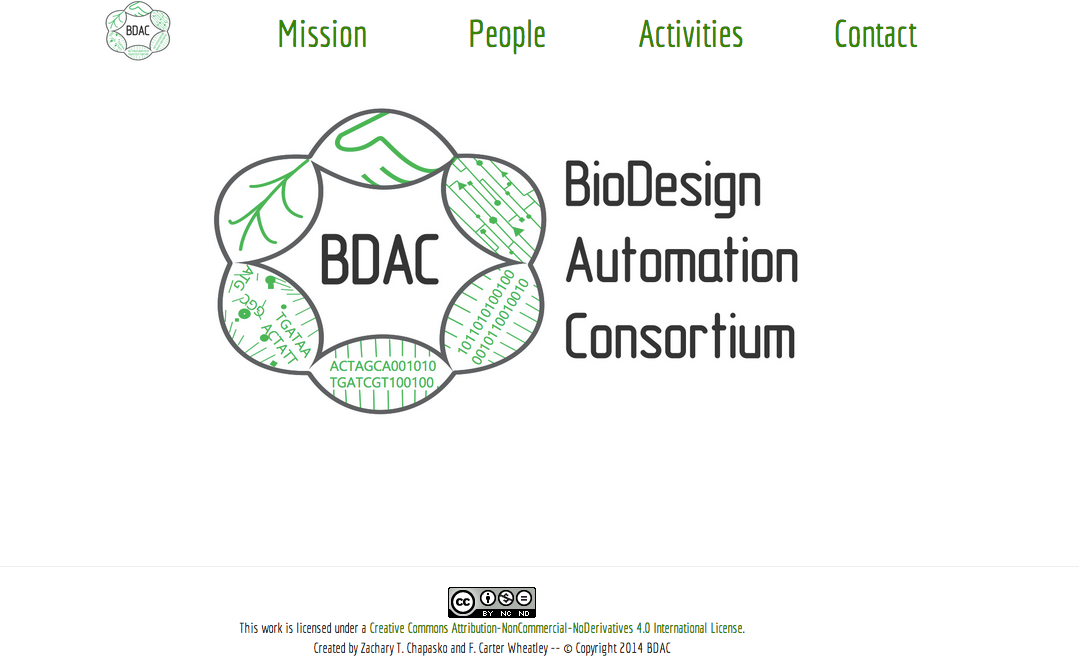 BDAC
Mission People Activities Contact
BioDesign
Automation
Consortium
BDAC
ATG
CGC
TGATAA
ACTATT
ACTAGCA001010
TGATCGT100100
1011010100100
0010110010010
CC BY NC ND
This work is licensed under a Creative Commons Attribution-NonCommercial-NoDerivatives 4.0 International License.
Created by Zachary T. Chapasko and F. Carter Wheatley -- © Copyright 2014 BDAC